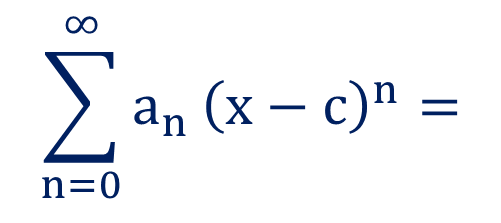 ∞
∑ aₙ (x − c)ⁿ =
n=0